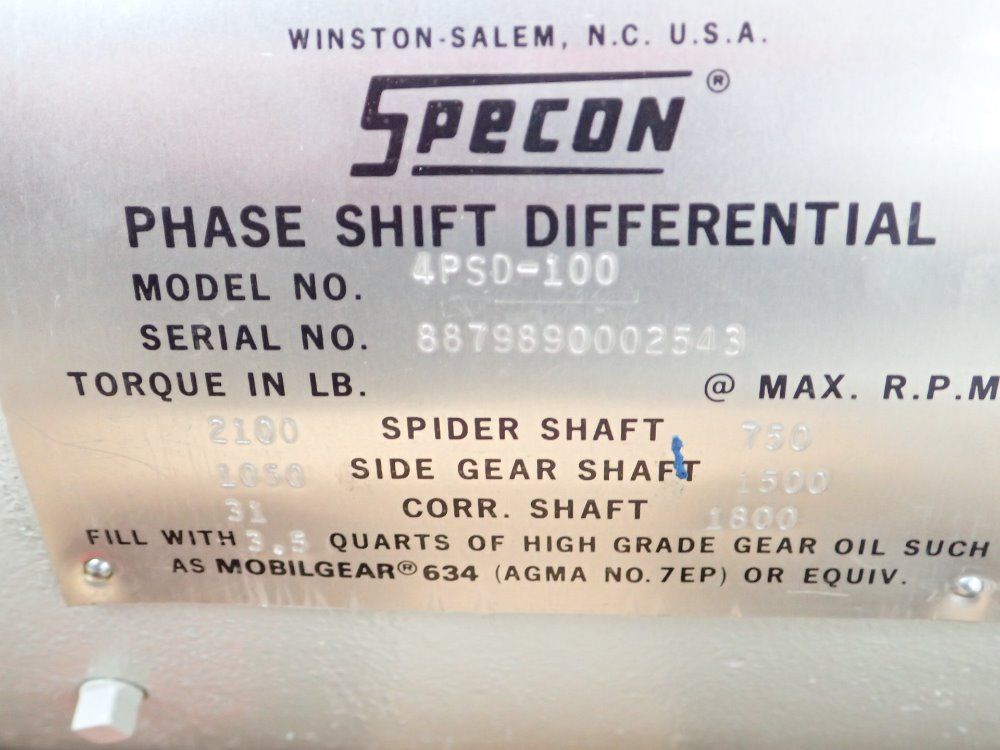 WINSTON-SALEM, N.C. U.S.A.
SPECON®
PHASE SHIFT DIFFERENTIAL
MODEL NO. 4PSD-100
SERIAL NO. 8879890002543
TORQUE IN LB. @ MAX. R.P.M
2100 SPIDER SHAFT 750
1050 SIDE GEAR SHAFT 1500
31 CORR. SHAFT 1800
FILL WITH 3.5 QUARTS OF HIGH GRADE GEAR OIL SUCH
AS MOBILGEAR® 634 (AGMA NO. 7EP) OR EQUIV.